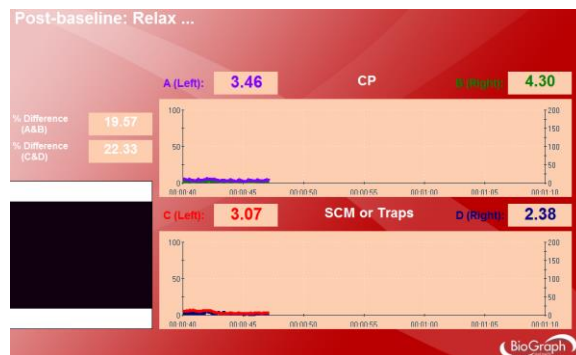 Post-baseline: Relax ...
A (Left): 3.46 CP B (Right): 4.30
% Difference
(A&B) 19.57
% Difference
(C&D) 22.33
100 200
150
50 100
50
0 0
00:00:40 00:00:45 00:00:50 00:00:55 00:01:00 00:01:05 00:01:10
C (Left): 3.07 SCM or Traps D (Right): 2.38
100 200
150
50 100
50
0 0
00:00:40 00:00:45 00:00:50 00:00:55 00:01:00 00:01:05 00:01:10
BioGraph